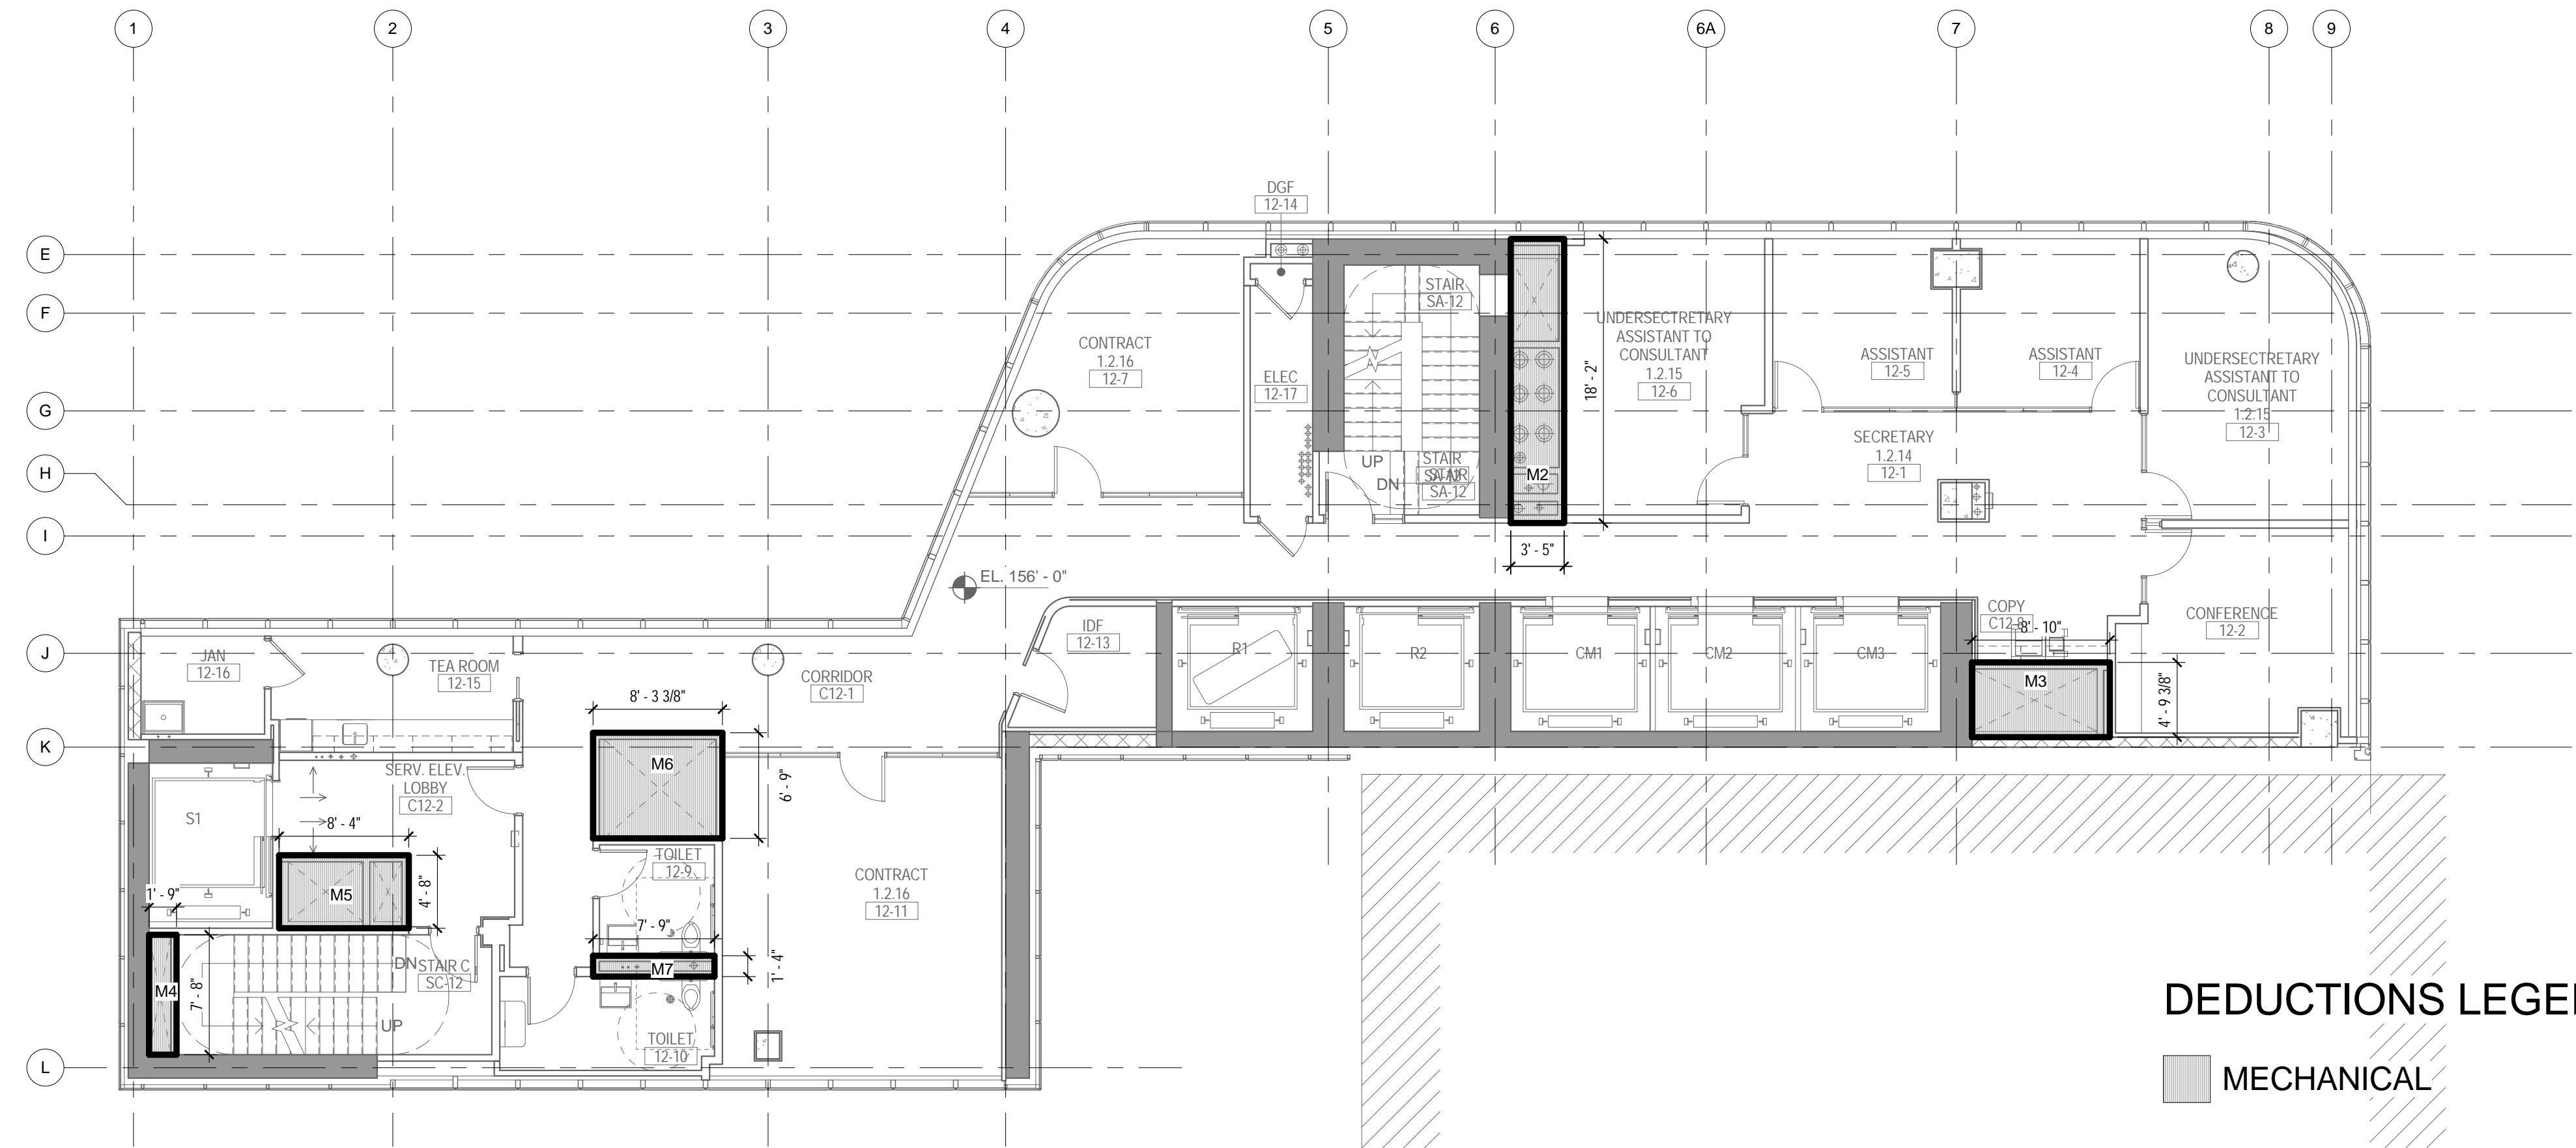 1
2
3
4
5
6
6A
7
8
9
E
F
G
H
I
J
K
L
DGF
12-14
CONTRACT
1.2.16
12-7
ELEC
12-17
STAIR
SA-12
UP
DN
STAIR
SA-12
STAIR
SA-12
M2
18' - 2"
3' - 5"
UNDERSECTRETARY
ASSISTANT TO
CONSULTANT
1.2.15
12-6
ASSISTANT
12-5
ASSISTANT
12-4
UNDERSECTRETARY
ASSISTANT TO
CONSULTANT
1.2.15
12-3
SECRETARY
1.2.14
12-1
EL. 156' - 0"
IDF
12-13
R1
R2
CM1
CM2
CM3
COPY
C12-8
8' - 10"
M3
4' - 9 3/8"
CONFERENCE
12-2
JAN
12-16
TEA ROOM
12-15
CORRIDOR
C12-1
8' - 3 3/8"
M6
6' - 9"
SERV. ELEV.
LOBBY
C12-2
S1
8' - 4"
M5
4' - 8"
1' - 9"
M4
7' - 8"
DN
STAIR C
SC-12
UP
TOILET
12-9
7' - 9"
M7
1' - 4"
TOILET
12-10
CONTRACT
1.2.16
12-11
DEDUCTIONS LEGE
MECHANICAL